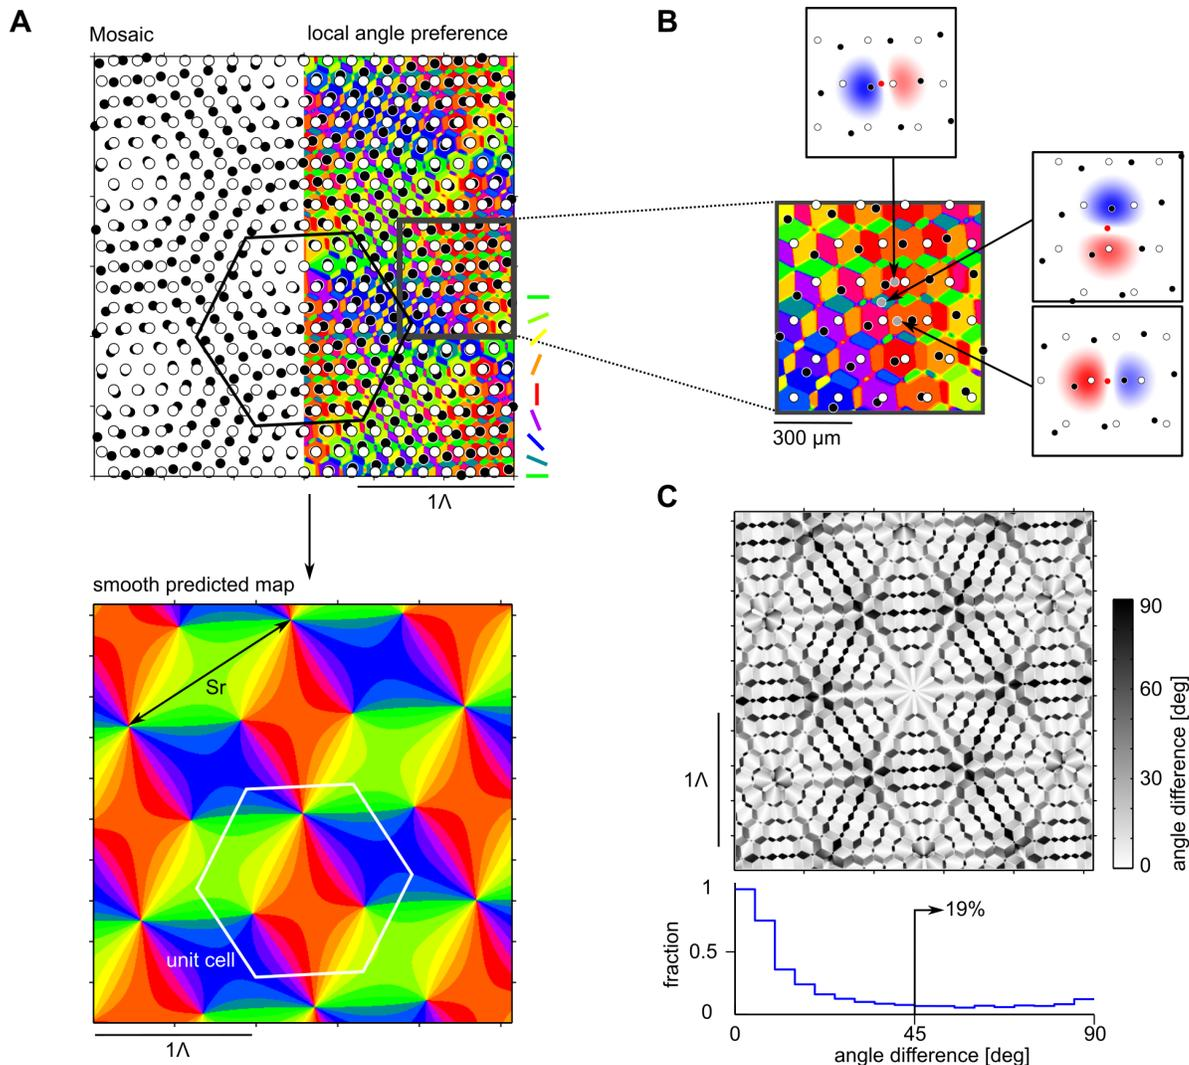 A
Mosaic
local angle preference
1Λ
smooth predicted map
Sr
unit cell
1Λ
B
300 µm
C
1Λ
90
60
30
0
angle difference [deg]
1
0.5
0
fraction
19%
0
45
90
angle difference [deg]